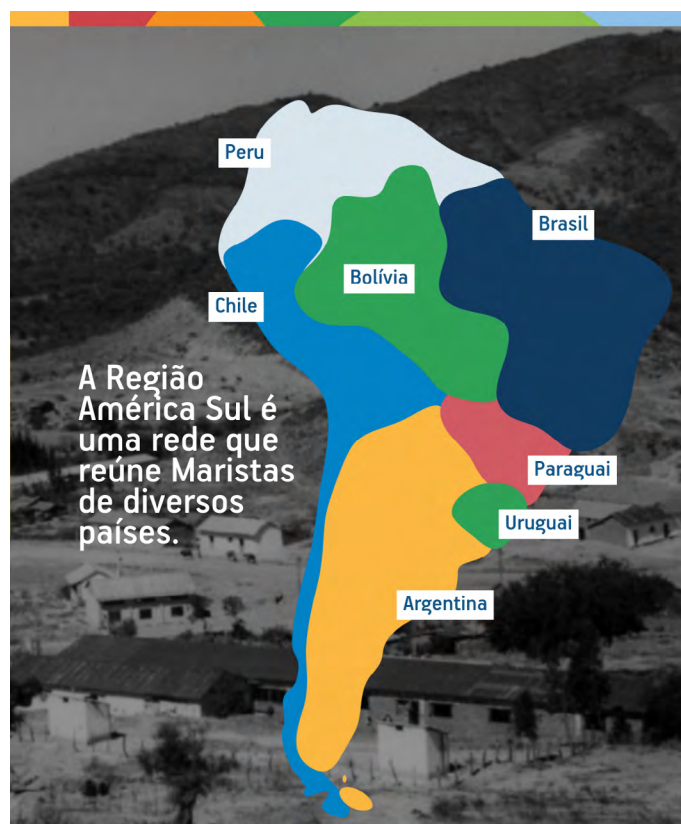 Peru
Brasil
Bolívia
Chile
A Região
América Sul é
uma rede que
reúne Maristas
de diversos
países.
Paraguai
Uruguai
Argentina